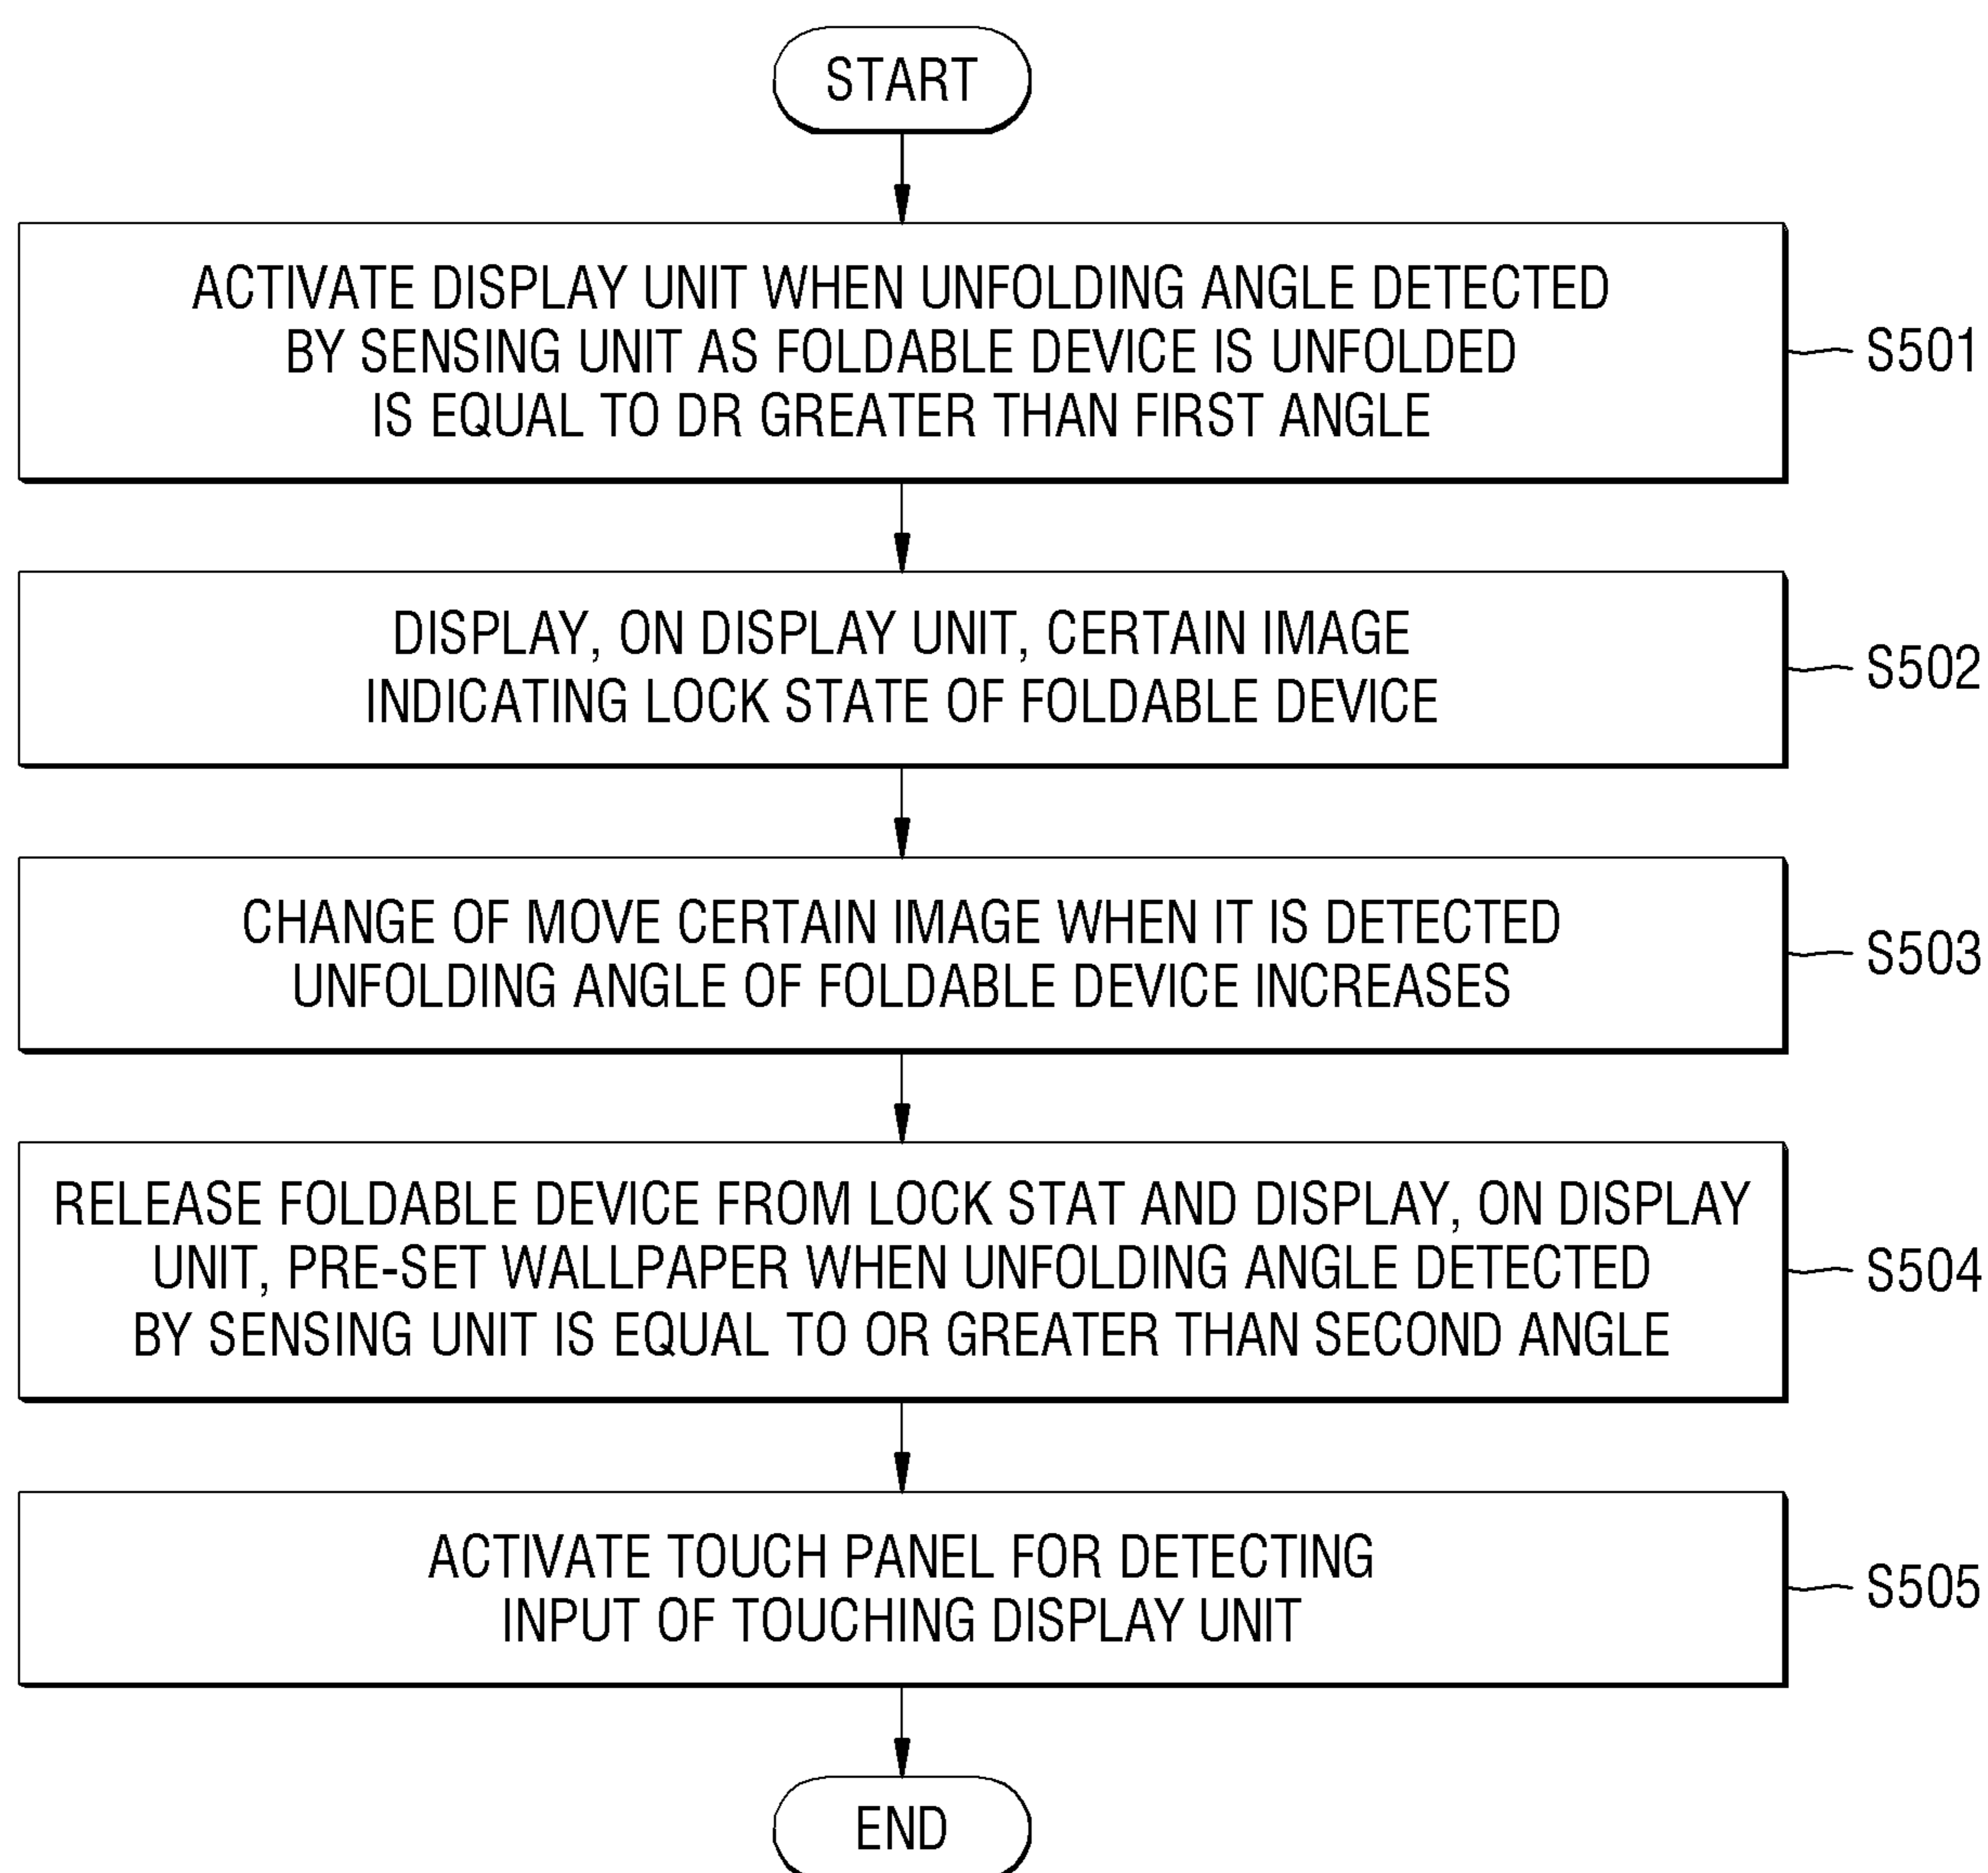 START
ACTIVATE DISPLAY UNIT WHEN UNFOLDING ANGLE DETECTED
BY SENSING UNIT AS FOLDABLE DEVICE IS UNFOLDED
IS EQUAL TO DR GREATER THAN FIRST ANGLE
S501
DISPLAY, ON DISPLAY UNIT, CERTAIN IMAGE
INDICATING LOCK STATE OF FOLDABLE DEVICE
S502
CHANGE OF MOVE CERTAIN IMAGE WHEN IT IS DETECTED
UNFOLDING ANGLE OF FOLDABLE DEVICE INCREASES
S503
RELEASE FOLDABLE DEVICE FROM LOCK STAT AND DISPLAY, ON DISPLAY
UNIT, PRE-SET WALLPAPER WHEN UNFOLDING ANGLE DETECTED
BY SENSING UNIT IS EQUAL TO OR GREATER THAN SECOND ANGLE
S504
ACTIVATE TOUCH PANEL FOR DETECTING
INPUT OF TOUCHING DISPLAY UNIT
S505
END